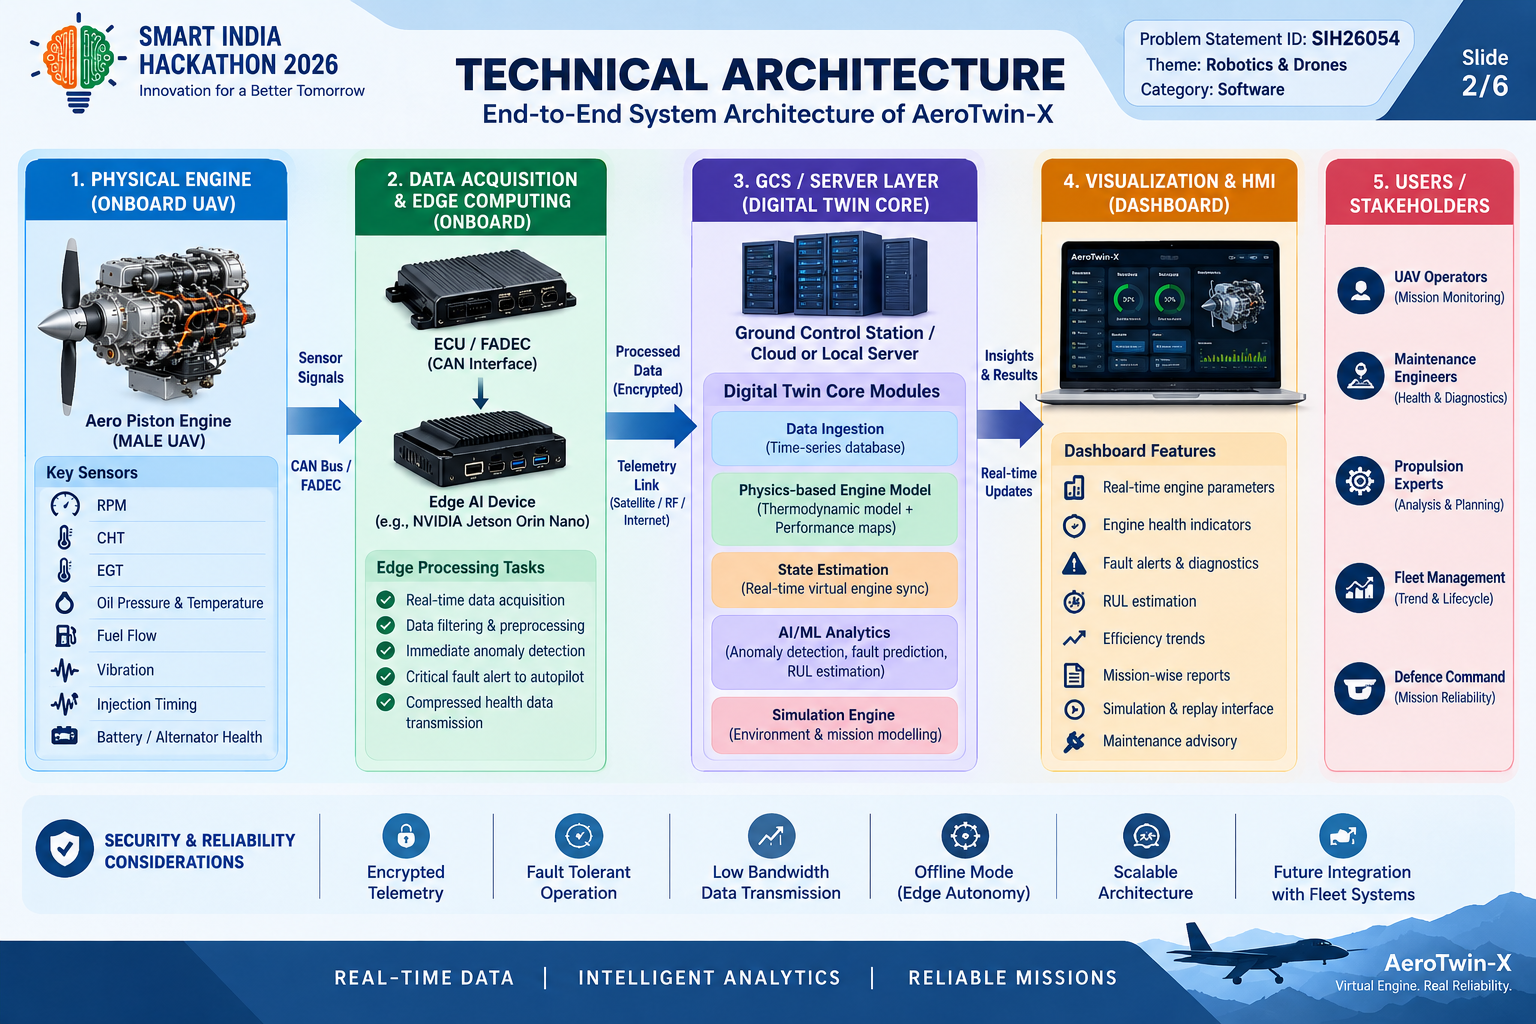 SMART INDIA
HACKATHON 2026
Innovation for a Better Tomorrow
TECHNICAL ARCHITECTURE
End-to-End System Architecture of AeroTwin-X
Problem Statement ID: SIH26054
Theme: Robotics & Drones
Category: Software
Slide
2/6
1. PHYSICAL ENGINE
(ONBOARD UAV)
Aero Piston Engine
(MALE UAV)
Key Sensors
RPM
CHT
EGT
Oil Pressure & Temperature
Fuel Flow
Vibration
Injection Timing
Battery / Alternator Health
Sensor
Signals
CAN Bus /
FADEC
2. DATA ACQUISITION
& EDGE COMPUTING
(ONBOARD)
ECU / FADEC
(CAN Interface)
Edge AI Device
(e.g., NVIDIA Jetson Orin Nano)
Edge Processing Tasks
Real-time data acquisition
Data filtering & preprocessing
Immediate anomaly detection
Critical fault alert to autopilot
Compressed health data
transmission
Processed
Data
(Encrypted)
Telemetry
Link
(Satellite / RF /
Internet)
3. GCS / SERVER LAYER
(DIGITAL TWIN CORE)
Ground Control Station /
Cloud or Local Server
Digital Twin Core Modules
Data Ingestion
(Time-series database)
Physics-based Engine Model
(Thermodynamic model +
Performance maps)
State Estimation
(Real-time virtual engine sync)
AI/ML Analytics
(Anomaly detection, fault prediction,
RUL estimation)
Simulation Engine
(Environment & mission modelling)
Insights
& Results
Real-time
Updates
4. VISUALIZATION & HMI
(DASHBOARD)
AeroTwin-X
Dashboard Features
Real-time engine parameters
Engine health indicators
Fault alerts & diagnostics
RUL estimation
Efficiency trends
Mission-wise reports
Simulation & replay interface
Maintenance advisory
5. USERS /
STAKEHOLDERS
UAV Operators
(Mission Monitoring)
Maintenance
Engineers
(Health & Diagnostics)
Propulsion
Experts
(Analysis & Planning)
Fleet Management
(Trend & Lifecycle)
Defence Command
(Mission Reliability)
SECURITY & RELIABILITY
CONSIDERATIONS
Encrypted
Telemetry
Fault Tolerant
Operation
Low Bandwidth
Data Transmission
Offline Mode
(Edge Autonomy)
Scalable
Architecture
Future Integration
with Fleet Systems
REAL-TIME DATA | INTELLIGENT ANALYTICS | RELIABLE MISSIONS
AeroTwin-X
Virtual Engine. Real Reliability.